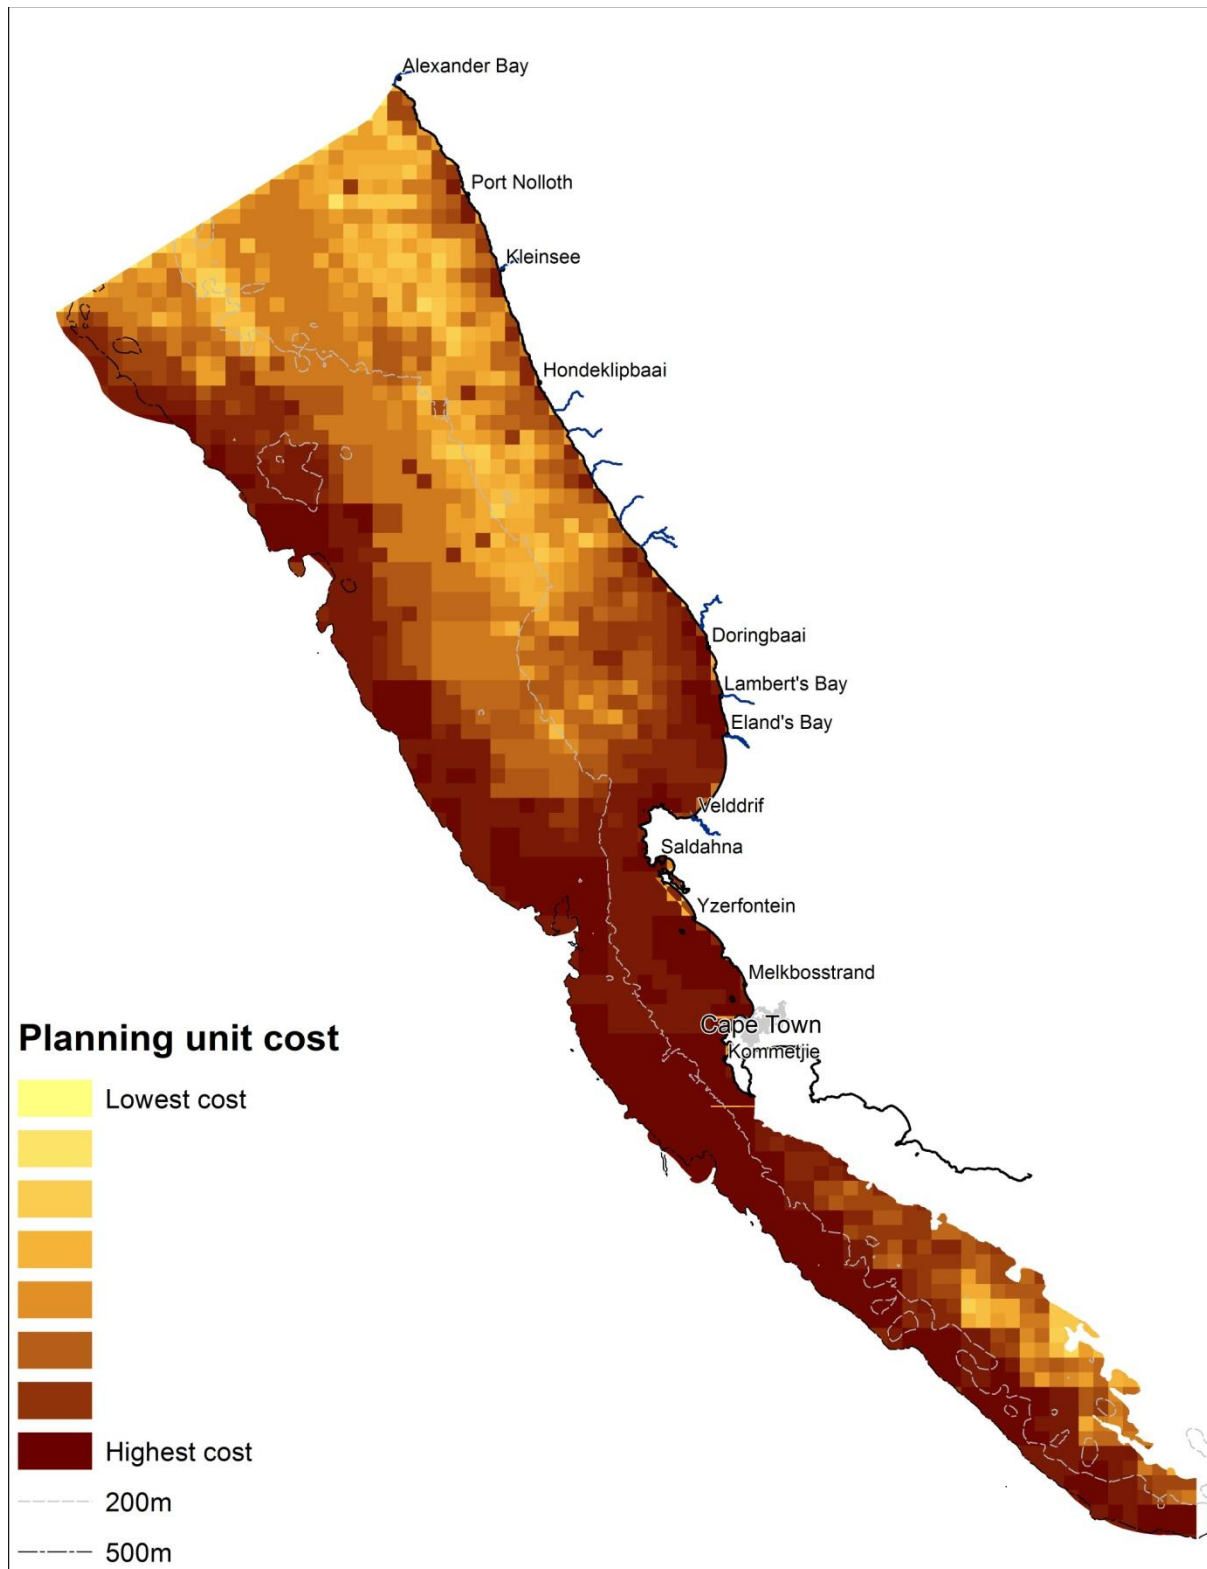 Alexander Bay
Port Nolloth
Kleinsee
Hondeklipbaai
Doringbaai
Lambert's Bay
Eland's Bay
Velddrif
Saldahna
Yzerfontein
Melkbosstrand
Cape Town
Kommetjie
Planning unit cost
Lowest cost
Highest cost
200m
500m